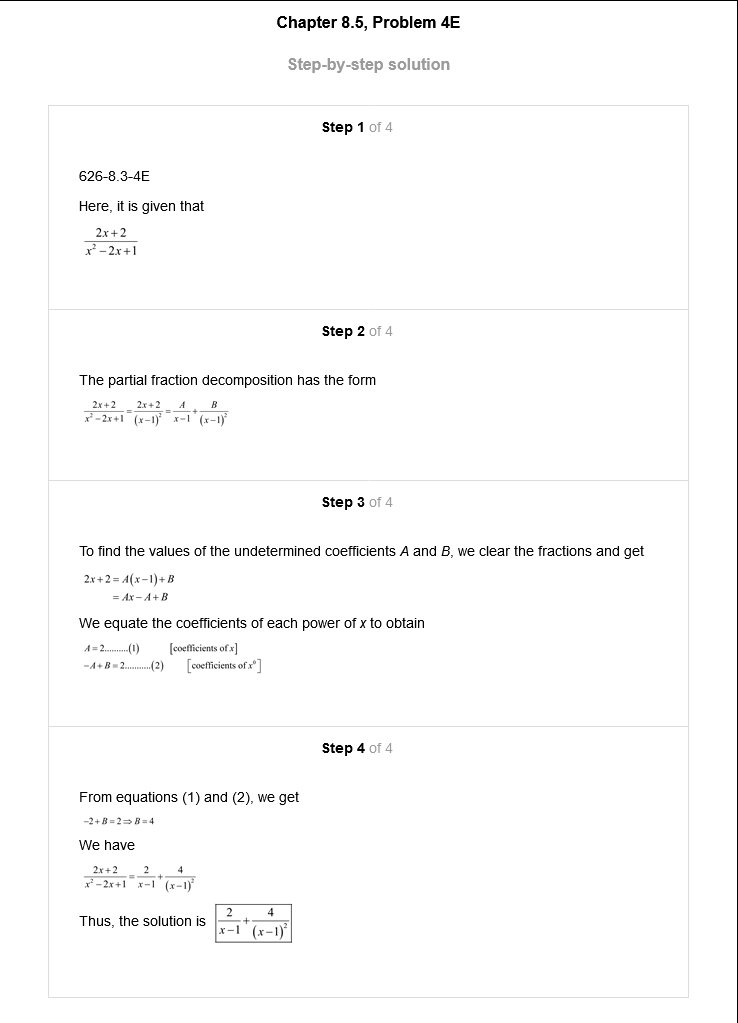 Chapter 8.5, Problem 4E
Step-by-step solution
Step 1 of 4
626-8.3-4E
Here, it is given that
\frac{2x+2}{x^2-2x+1}
Step 2 of 4
The partial fraction decomposition has the form
\frac{2x+2}{x^2-2x+1}=\frac{2x+2}{(x-1)^2}=\frac{A}{x-1}+\frac{B}{(x-1)^2}
Step 3 of 4
To find the values of the undetermined coefficients A and B, we clear the fractions and get
2x+2=A(x-1)+B
=Ax-A+B
We equate the coefficients of each power of x to obtain
A=2..........(1) [coefficients of x]
-A+B=2...........(2) [coefficients of x^0]
Step 4 of 4
From equations (1) and (2), we get
-2+B=2⇒B=4
We have
\frac{2x+2}{x^2-2x+1}=\frac{2}{x-1}+\frac{4}{(x-1)^2}
Thus, the solution is \frac{2}{x-1}+\frac{4}{(x-1)^2}